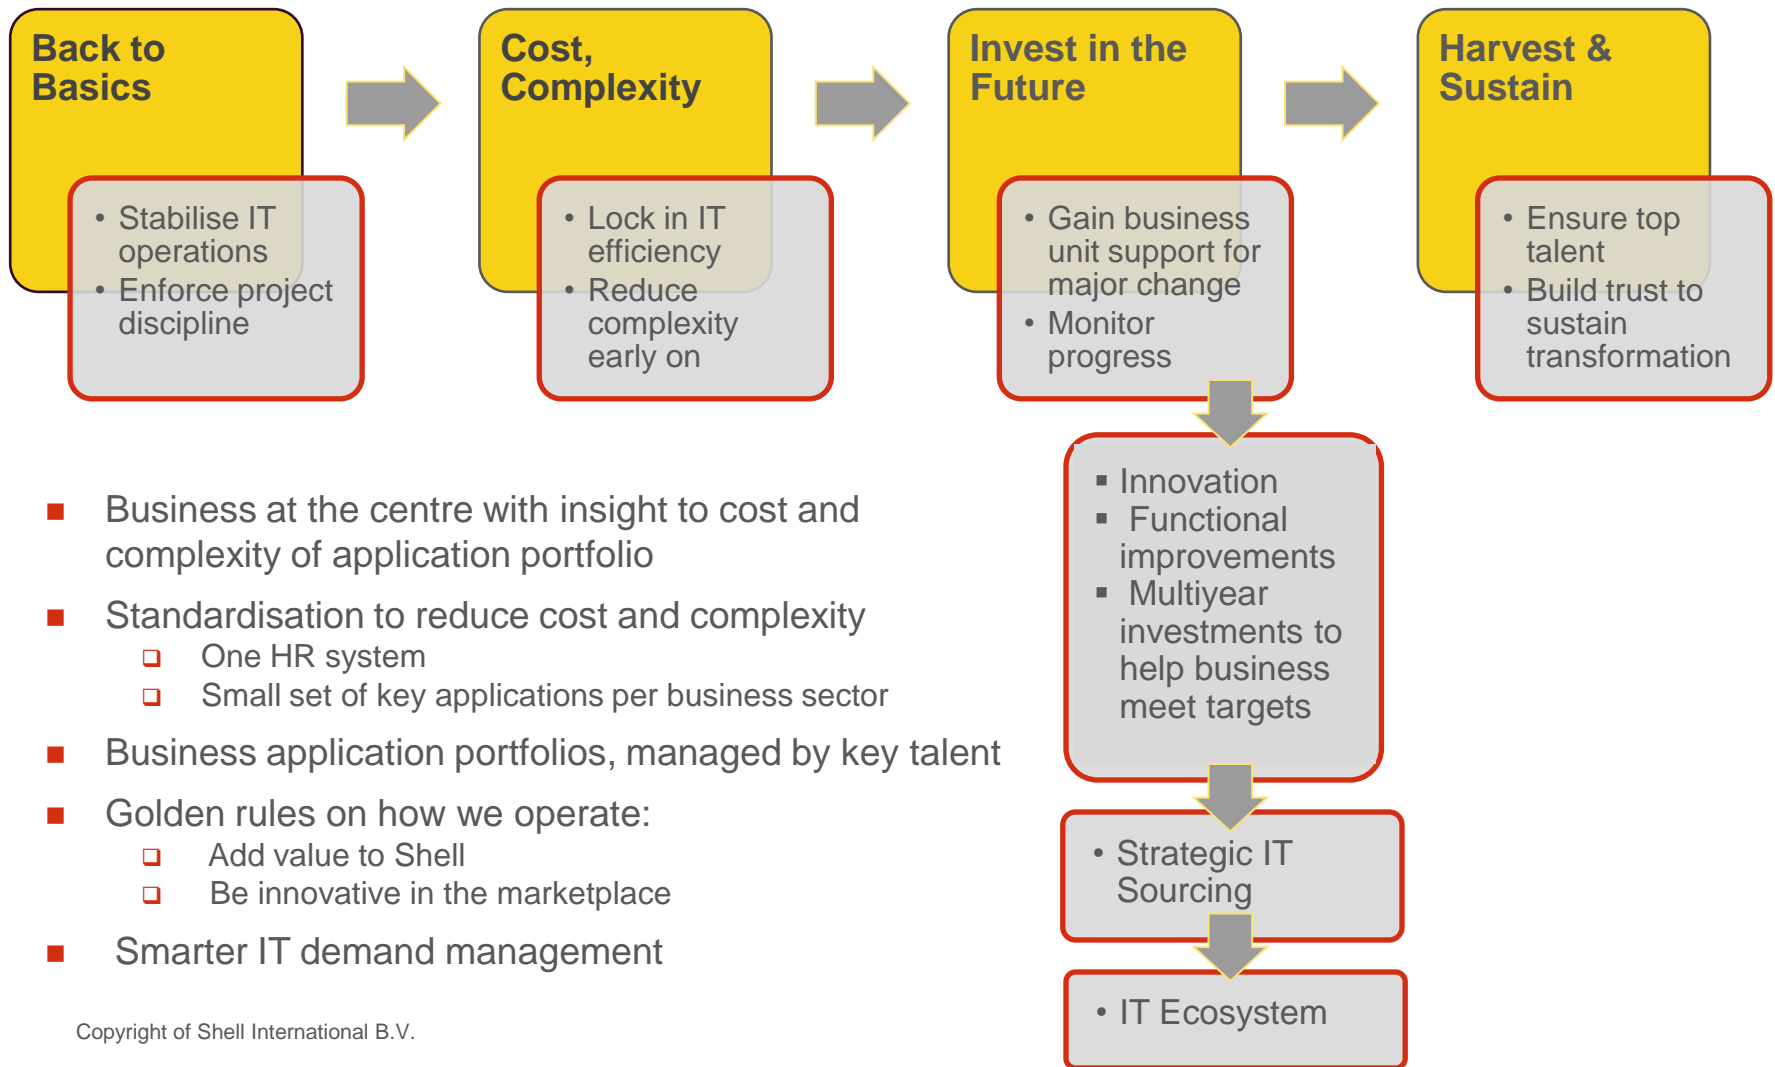 Back to
Basics
• Stabilise IT
operations
• Enforce project
discipline
Cost,
Complexity
• Lock in IT
efficiency
• Reduce
complexity
early on
Invest in the
Future
• Gain business
unit support for
major change
• Monitor
progress
Harvest &
Sustain
• Ensure top
talent
• Build trust to
sustain
transformation
▪ Innovation
▪ Functional
improvements
▪ Multiyear
investments to
help business
meet targets
• Strategic IT
Sourcing
• IT Ecosystem
■ Business at the centre with insight to cost and
complexity of application portfolio
■ Standardisation to reduce cost and complexity
❑ One HR system
❑ Small set of key applications per business sector
■ Business application portfolios, managed by key talent
■ Golden rules on how we operate:
❑ Add value to Shell
❑ Be innovative in the marketplace
■ Smarter IT demand management
Copyright of Shell International B.V.